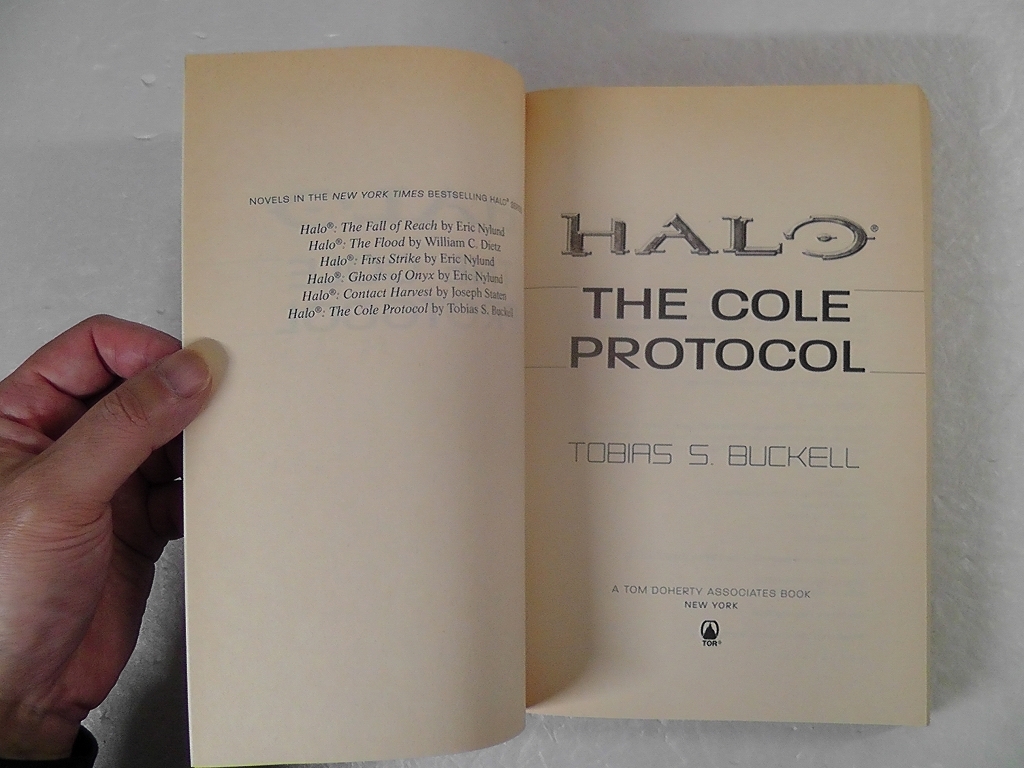 NOVELS IN THE NEW YORK TIMES BESTSELLING HALO® SERIES
Halo®: The Fall of Reach by Eric Nylund
Halo®: The Flood by William C. Dietz
Halo®: First Strike by Eric Nylund
Halo®: Ghosts of Onyx by Eric Nylund
Halo®: Contact Harvest by Joseph Staten
Halo®: The Cole Protocol by Tobias S. Buckell
HALO®
THE COLE
PROTOCOL
TOBIAS S. BUCKELL
A TOM DOHERTY ASSOCIATES BOOK
NEW YORK
TOR®